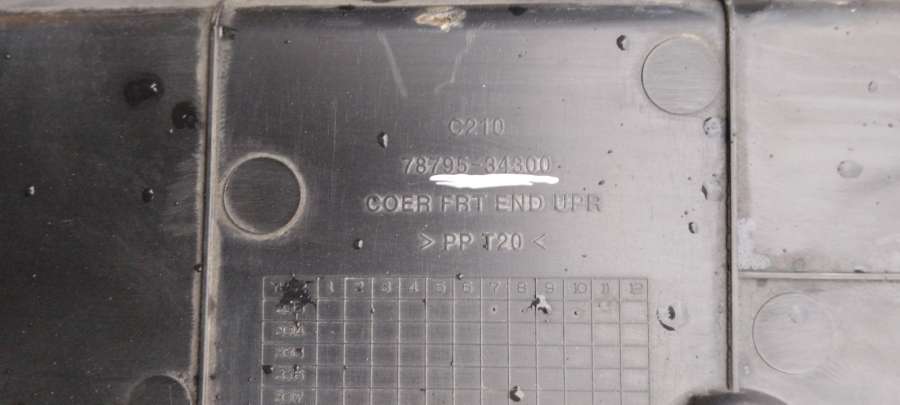 C210
78795-34300
COER FRT END UPR
> PP T20 <
1 2 3 4 5 6 7 8 9 10 11 12